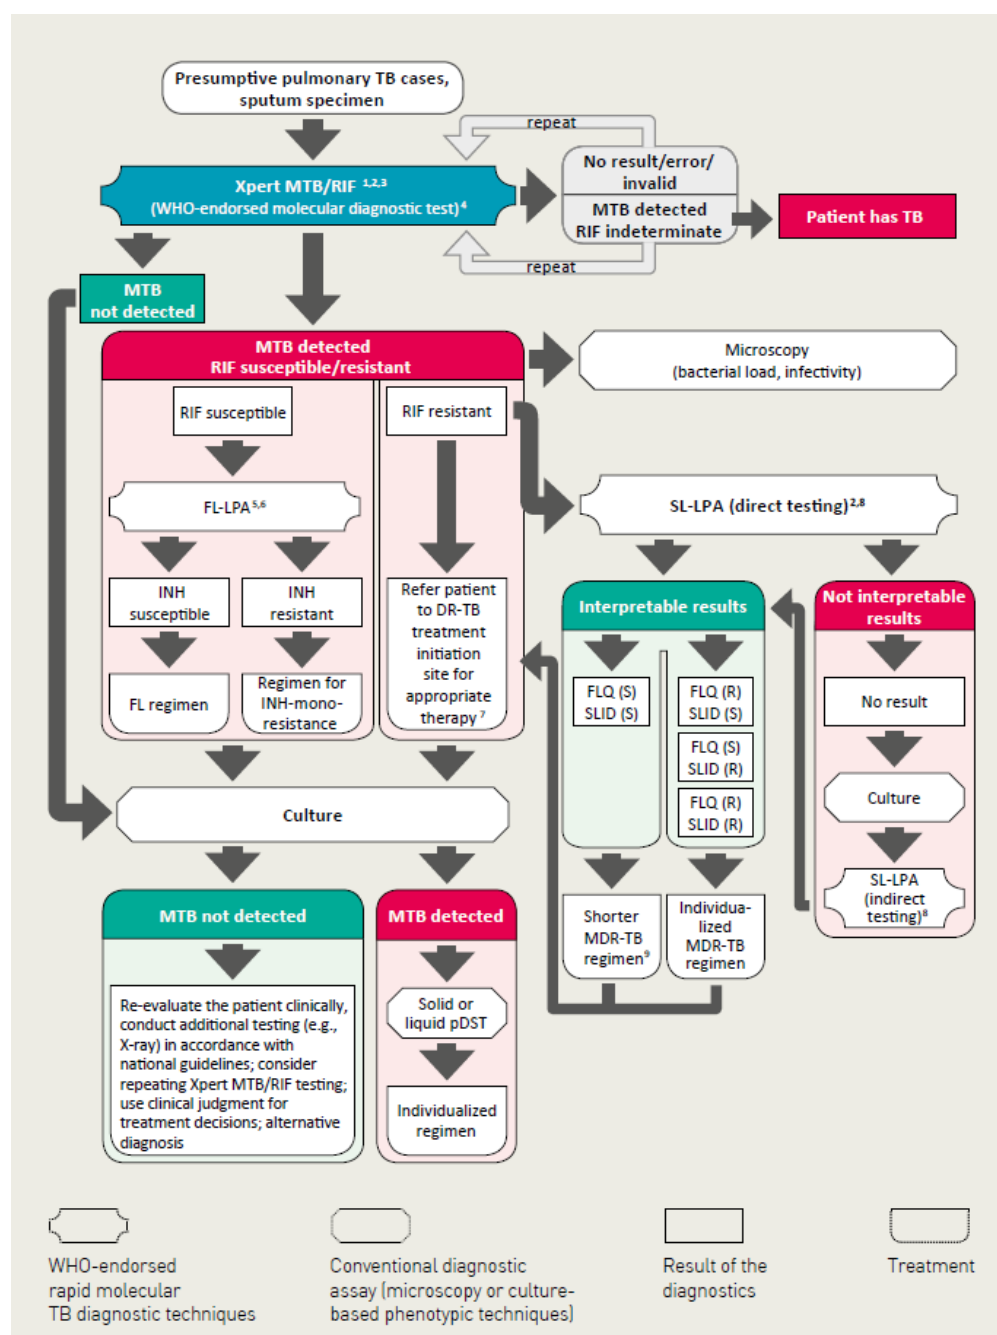 Presumptive pulmonary TB cases,
sputum specimen
repeat
Xpert MTB/RIF 1,2,3
(WHO-endorsed molecular diagnostic test)4
No result/error/
invalid
MTB detected
RIF indeterminate
Patient has TB
repeat
MTB
not detected
MTB detected
RIF susceptible/resistant
Microscopy
(bacterial load, infectivity)
RIF susceptible
RIF resistant
FL-LPA5,6
SL-LPA (direct testing)2,8
INH
susceptible
INH
resistant
Refer patient
to DR-TB
treatment
initiation
site for
appropriate
therapy 7
FL regimen
Regimen for
INH-mono-
resistance
Interpretable results
Not interpretable
results
FLQ (S)
SLID (S)
FLQ (R)
SLID (S)
FLQ (S)
SLID (R)
FLQ (R)
SLID (R)
No result
Culture
SL-LPA
(indirect
testing)8
Culture
Shorter
MDR-TB
regimen9
Individua-
lized
MDR-TB
regimen
MTB not detected
MTB detected
Re-evaluate the patient clinically,
conduct additional testing (e.g.,
X-ray) in accordance with
national guidelines; consider
repeating Xpert MTB/RIF testing;
use clinical judgment for
treatment decisions; alternative
diagnosis
Solid or
liquid pDST
Individualized
regimen
WHO-endorsed
rapid molecular
TB diagnostic techniques
Conventional diagnostic
assay (microscopy or culture-
based phenotypic techniques)
Result of the
diagnostics
Treatment